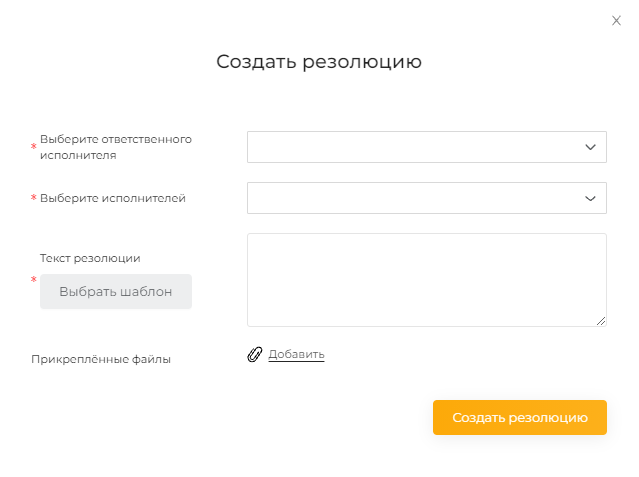 X
Создать резолюцию
* Выберите ответственного
исполнителя
* Выберите исполнителей
Текст резолюции
* Выбрать шаблон
Прикреплённые файлы
Добавить
Создать резолюцию